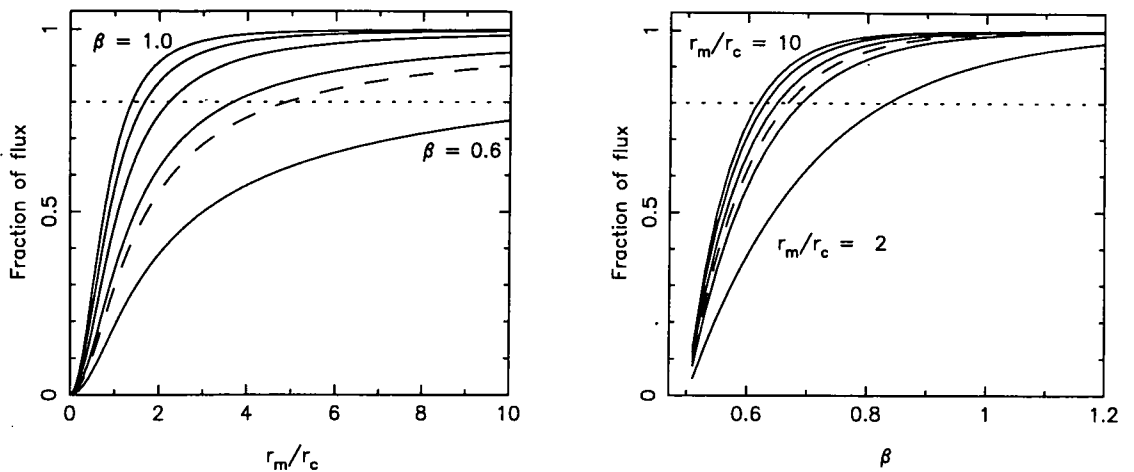 1
0.5
0
Fraction of flux
β = 1.0
β = 0.6
0 2 4 6 8 10
r_m/r_c
1
0.5
0
Fraction of flux
r_m/r_c = 10
r_m/r_c = 2
0.6 0.8 1 1.2
β